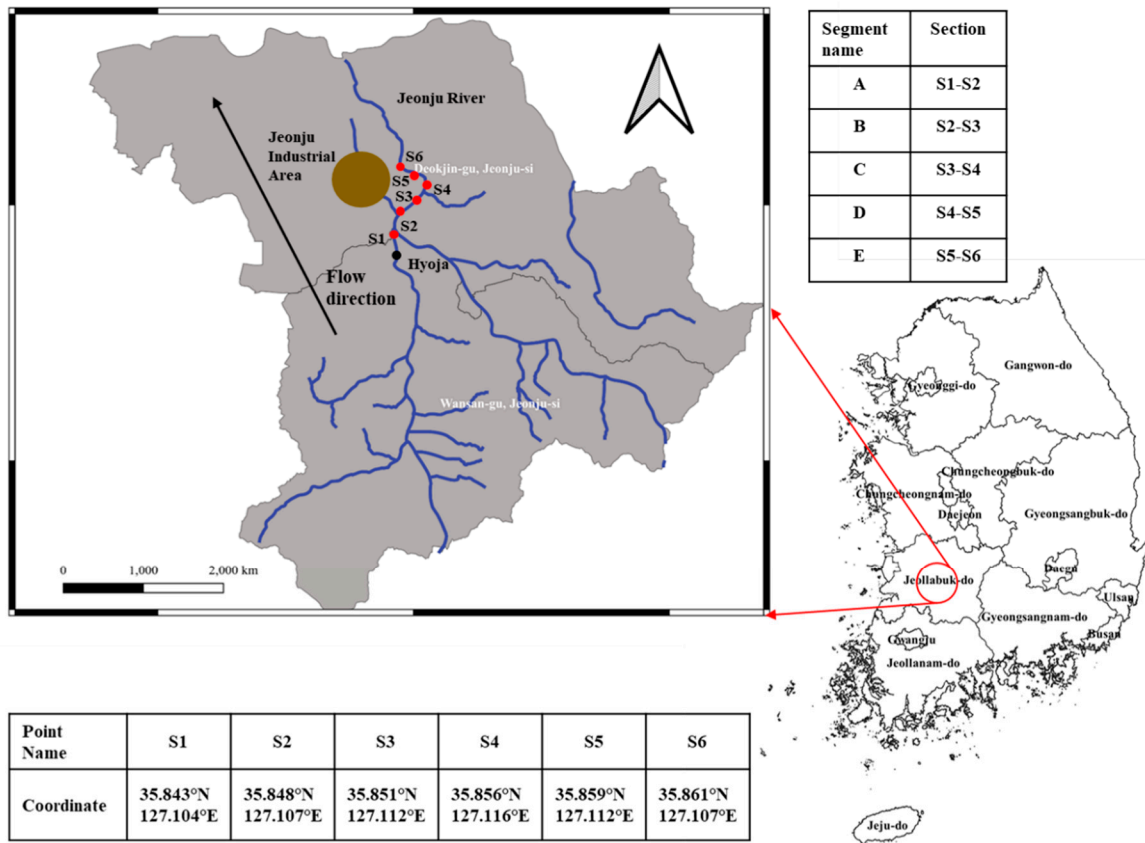 Jeonju River
Jeonju
Industrial
Area
S6
Deokjin-gu, Jeonju-si
S5
S4
S3
S2
S1
Hyoja
Flow
direction
Wansan-gu, Jeonju-si
0 1,000 2,000 km
Segment name Section
A S1-S2
B S2-S3
C S3-S4
D S4-S5
E S5-S6
Gangwon-do
Gyeonggi-do
Chungcheongbuk-do
Chungcheongnam-do
Daejeon
Gyeongsangbuk-do
Daegu
Jeollabuk-do
Ulsan
Gyeongsangnam-do
Busan
Gwangju
Jeollanam-do
Jeju-do
Point Name S1 S2 S3 S4 S5 S6
Coordinate 35.843°N 35.848°N 35.851°N 35.856°N 35.859°N 35.861°N
127.104°E 127.107°E 127.112°E 127.116°E 127.112°E 127.107°E